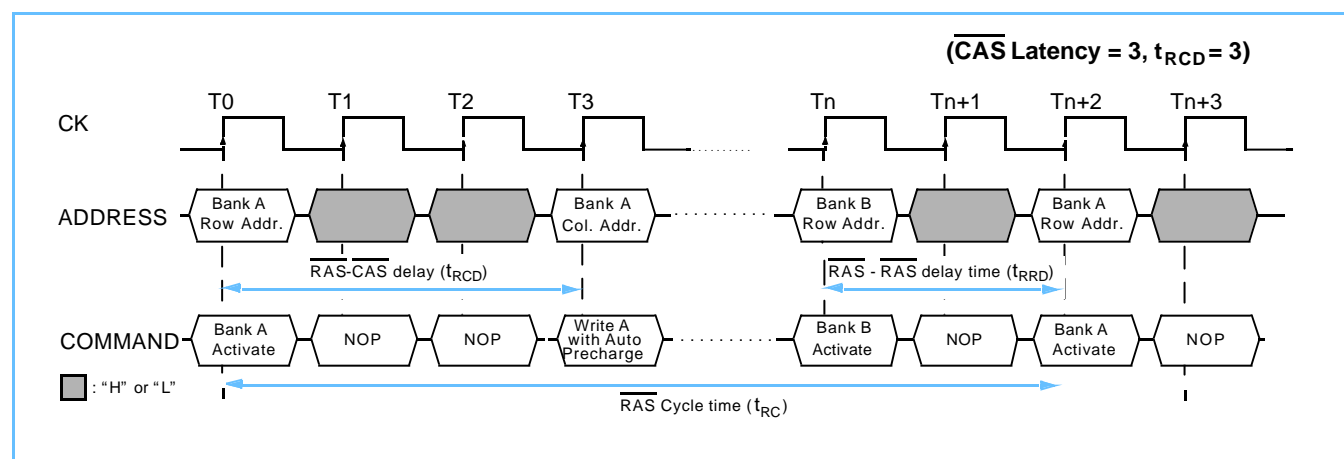 (CAS Latency = 3, tRCD = 3)
T0 T1 T2 T3 Tn Tn+1 Tn+2 Tn+3
CK
ADDRESS
Bank A
Row Addr.
Bank A
Col. Addr.
Bank B
Row Addr.
Bank A
Row Addr.
RAS-CAS delay (tRCD)
RAS - RAS delay time (tRRD)
COMMAND
Bank A
Activate
NOP
NOP
Write A
with Auto
Precharge
Bank B
Activate
NOP
Bank A
Activate
NOP
: “H” or “L”
RAS Cycle time (tRC)